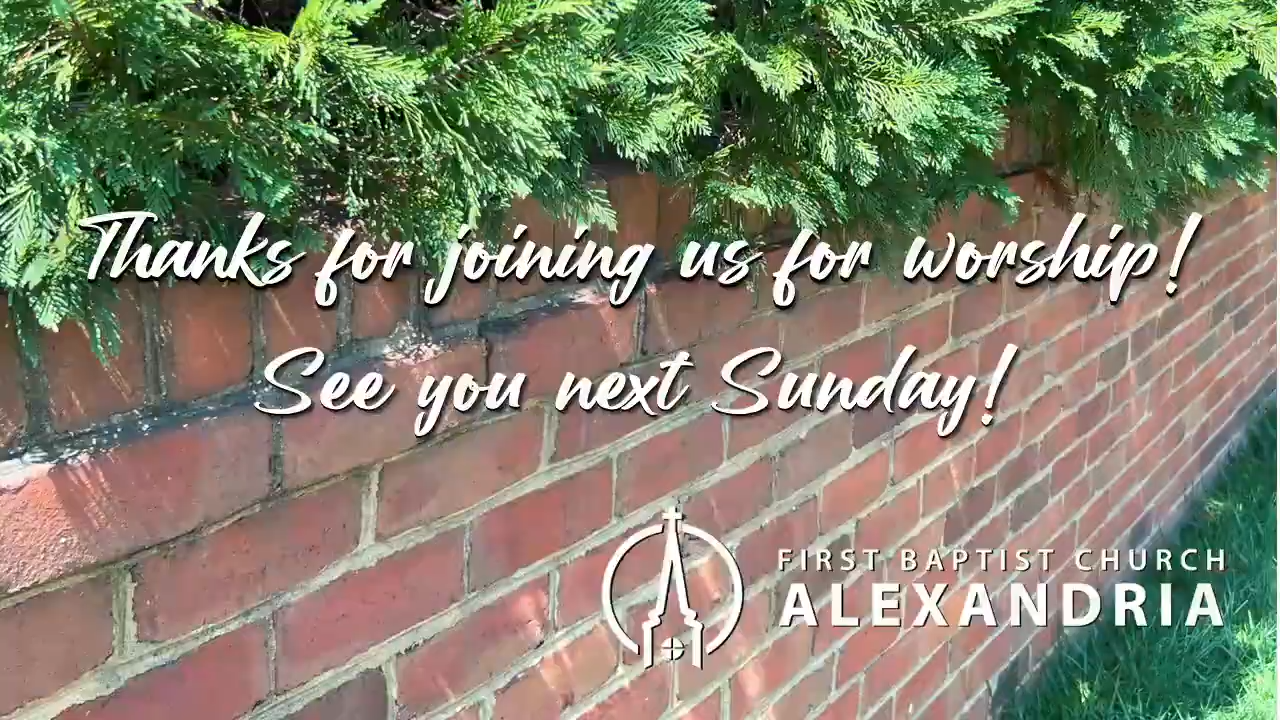 Thanks for joining us for worship!
See you next Sunday!
FIRST BAPTIST CHURCH
ALEXANDRIA